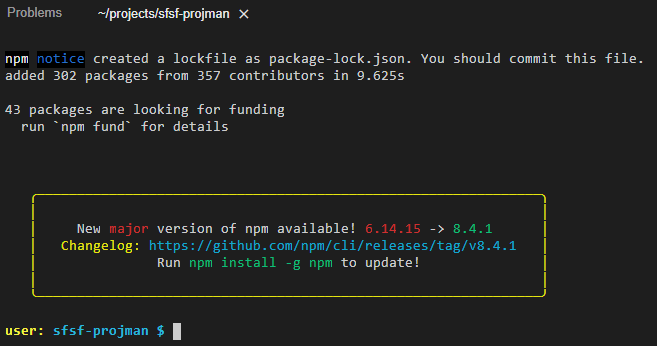 Problems
~/projects/sfsf-projman ×
npm notice created a lockfile as package-lock.json. You should commit this file.
added 302 packages from 357 contributors in 9.625s
43 packages are looking for funding
run `npm fund` for details
New major version of npm available! 6.14.15 -> 8.4.1
Changelog: https://github.com/npm/cli/releases/tag/v8.4.1
Run npm install -g npm to update!
user: sfsf-projman $